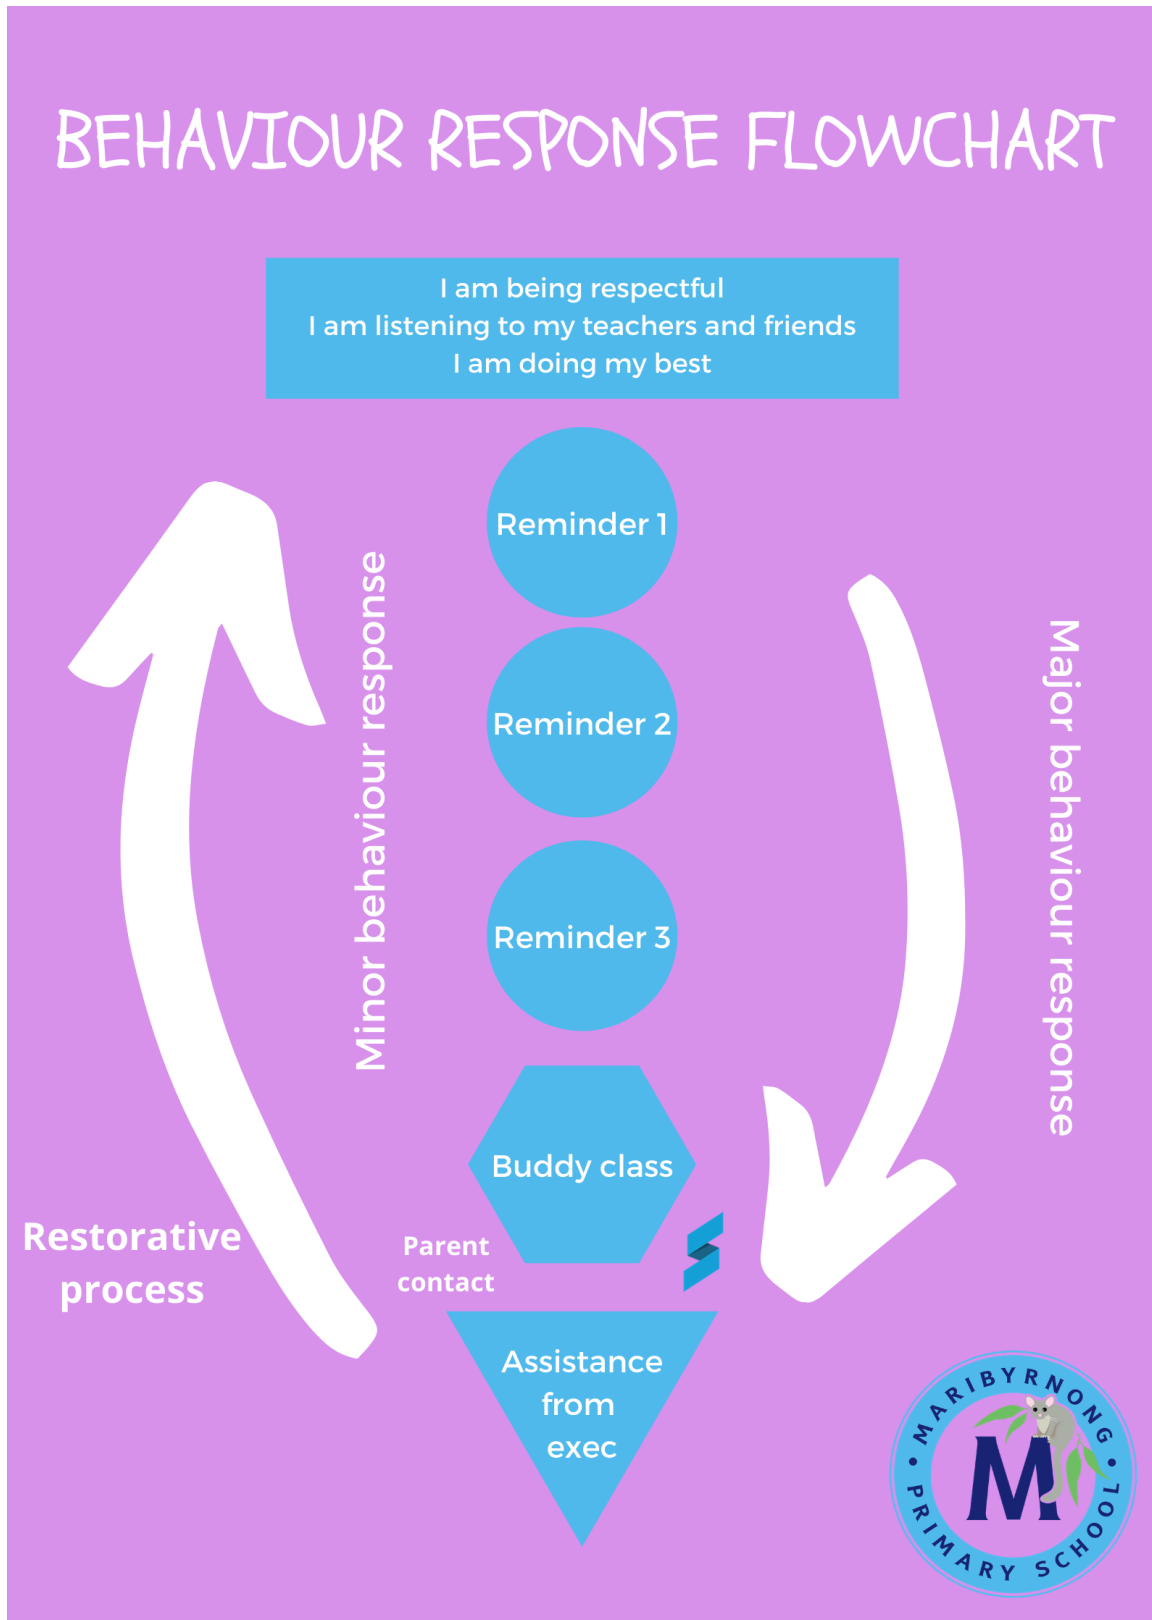 BEHAVIOUR RESPONSE FLOWCHART
I am being respectful
I am listening to my teachers and friends
I am doing my best
Reminder 1
Reminder 2
Reminder 3
Minor behaviour response
Major behaviour response
Buddy class
Restorative
process
Parent
contact
Assistance
from
exec
MARIBYRNONG
M
PRIMARY SCHOOL